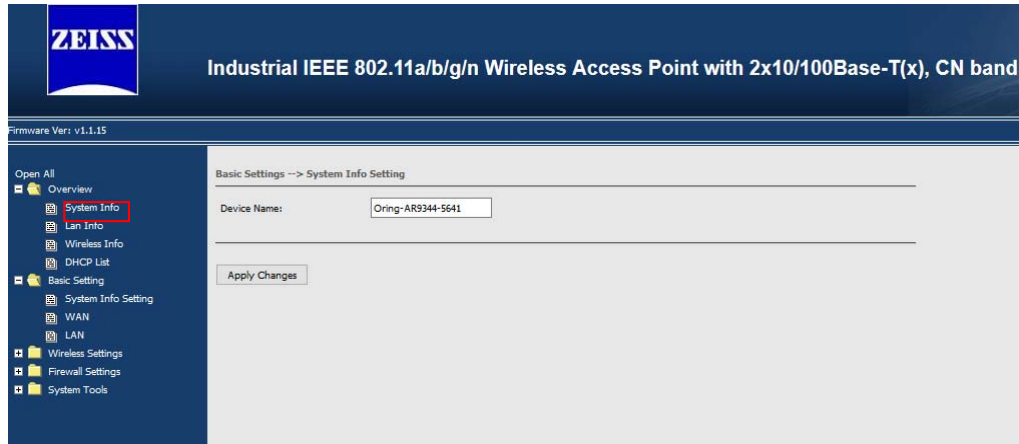 ZEISS
Industrial IEEE 802.11a/b/g/n Wireless Access Point with 2x10/100Base-T(x), CN band
Firmware Ver: v1.1.15
Open All
Overview
System Info
Lan Info
Wireless Info
DHCP List
Basic Setting
System Info Setting
WAN
LAN
Wireless Settings
Firewall Settings
System Tools
Basic Settings --> System Info Setting
Device Name: Oring-AR9344-5641
Apply Changes